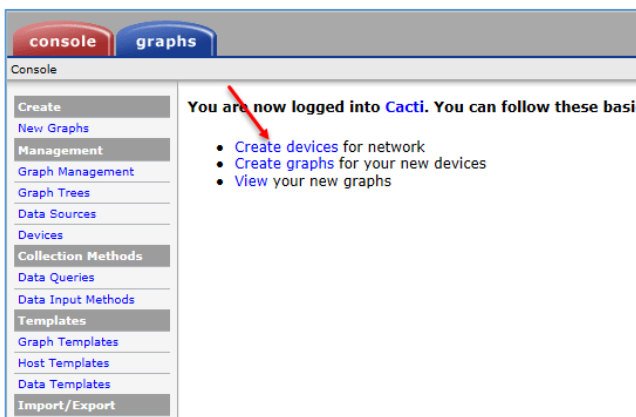 console graphs
Console
Create
New Graphs
Management
Graph Management
Graph Trees
Data Sources
Devices
Collection Methods
Data Queries
Data Input Methods
Templates
Graph Templates
Host Templates
Data Templates
Import/Export
You are now logged into Cacti. You can follow these basi
Create devices for network
Create graphs for your new devices
View your new graphs